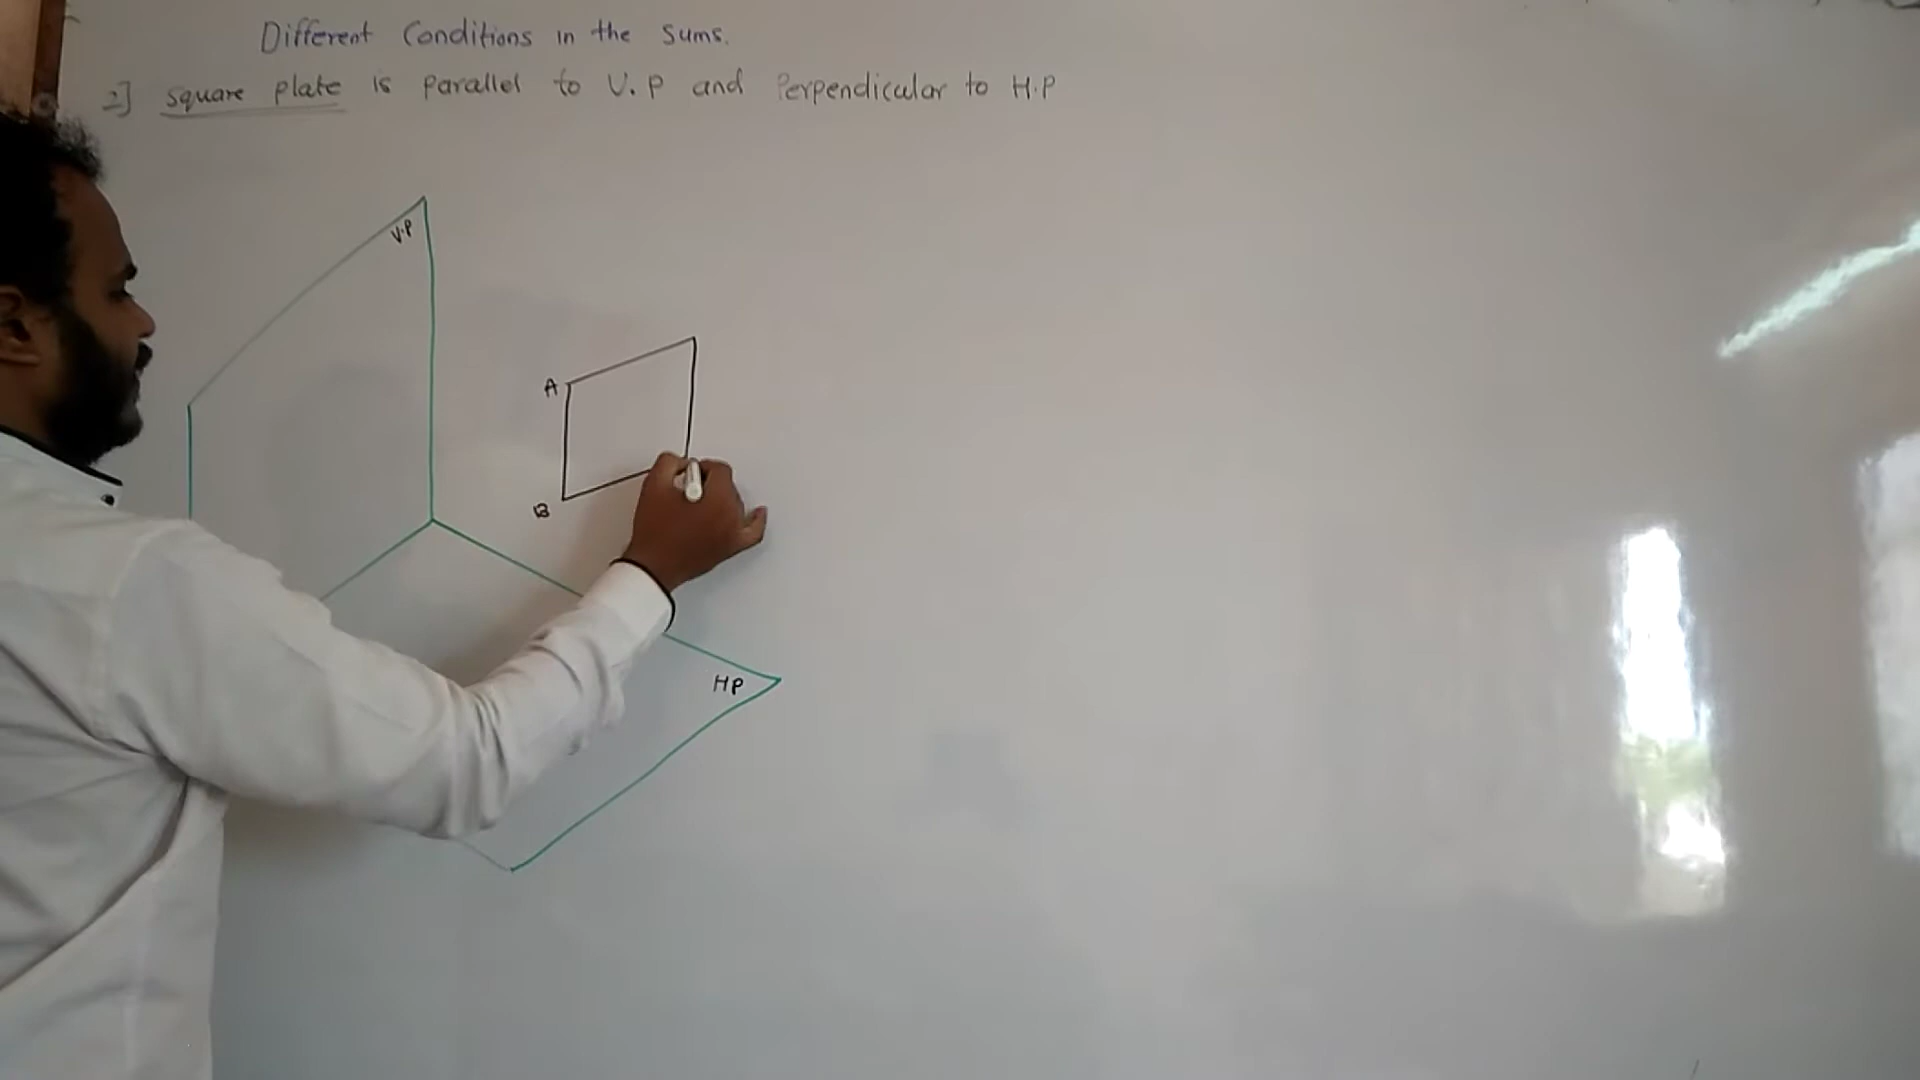 Different Conditions in the Sums.
2] square plate is parallel to V.P and Perpendicular to H.P
V.P
A
B
HP